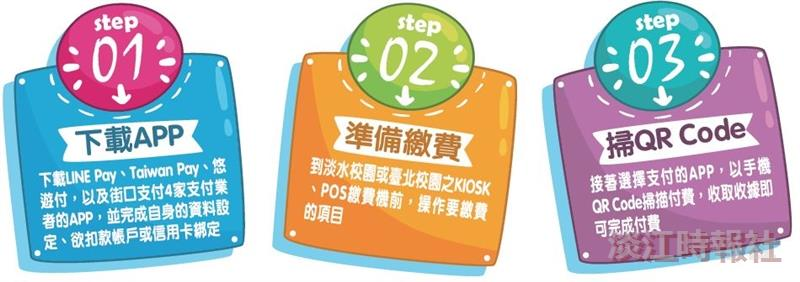 step
01
下載APP
下載LINE Pay、Taiwan Pay、悠
遊付，以及街口支付4家支付業
者的APP，並完成自身的資料設
定、欲扣款帳戶或信用卡綁定
step
02
準備繳費
到淡水校園或臺北校園之KIOSK
、POS繳費機前，操作要繳費
的項目
step
03
掃QR Code
接著選擇支付的APP，以手機
QR Code掃描付費，收取收據即
可完成付費
淡江時報社